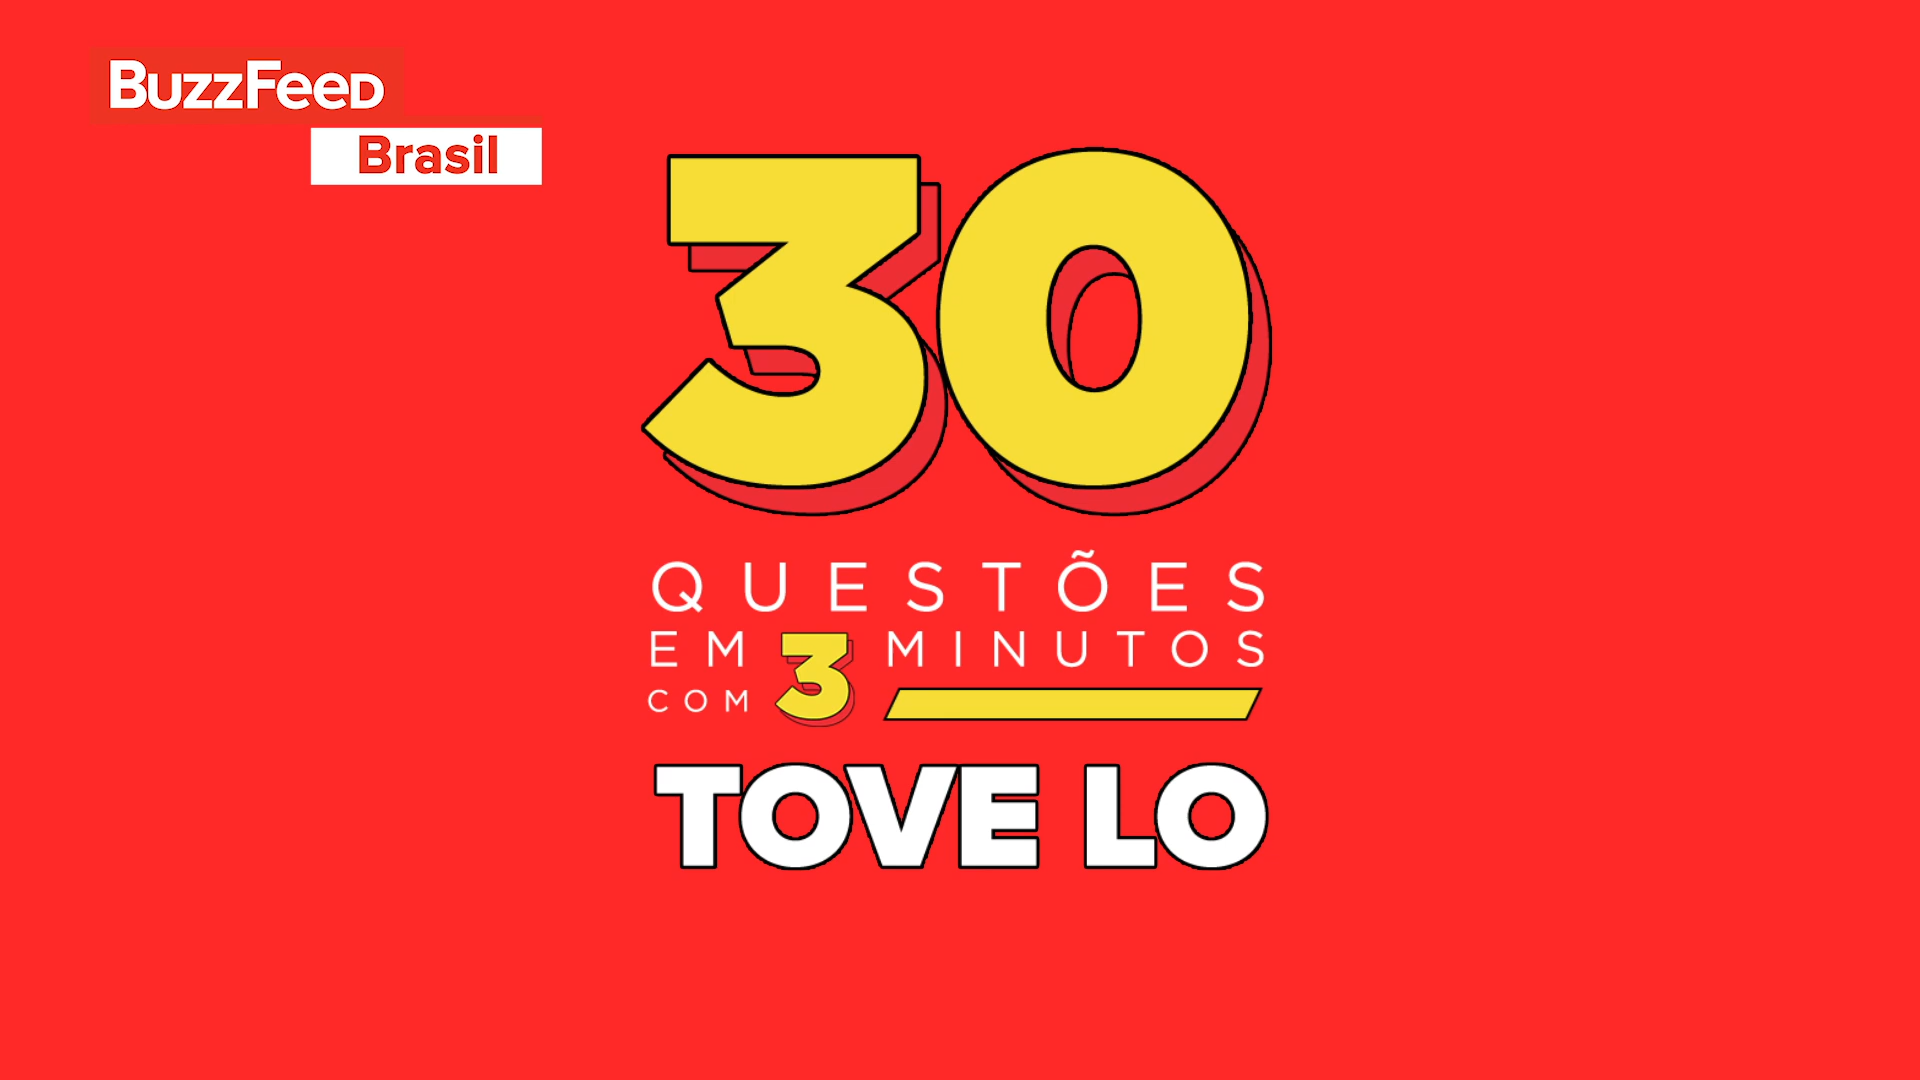 BuzzFeed
Brasil
30
QUESTÕES
EM 3 MINUTOS
COM
TOVE LO